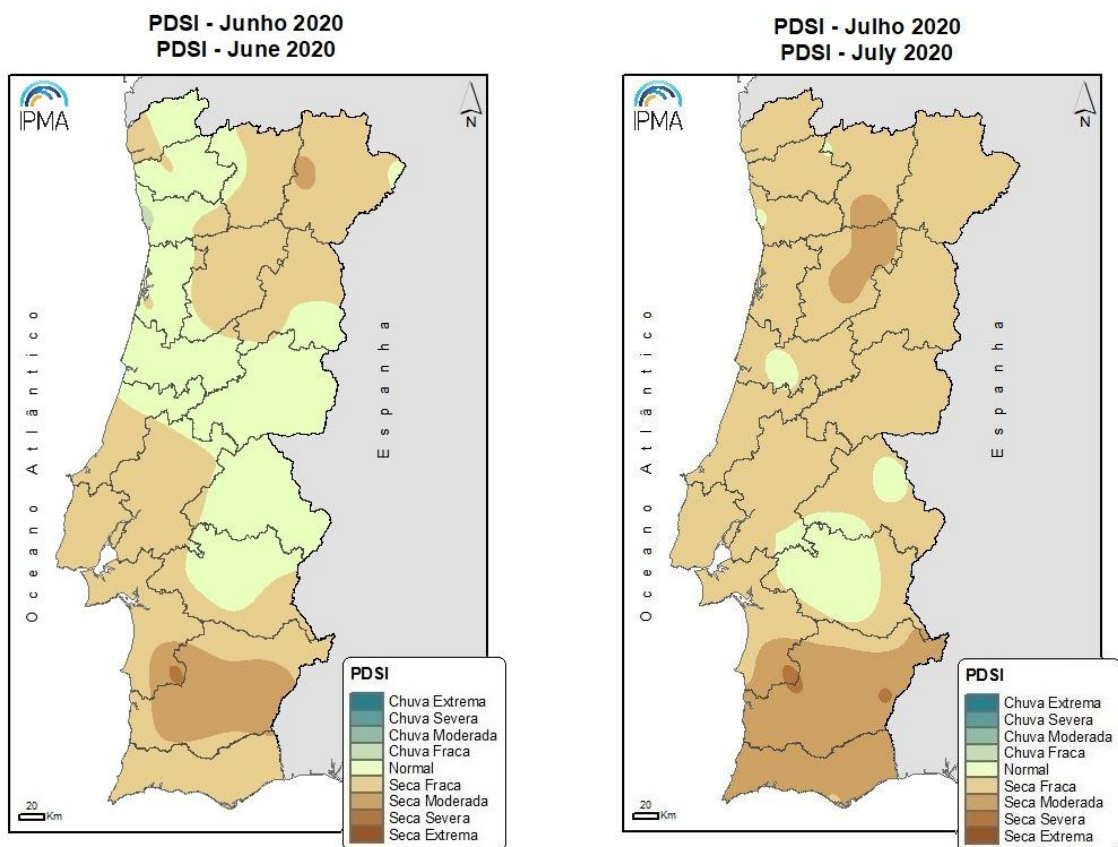 PDSI - Junho 2020
PDSI - June 2020
IPMA
N
Oceano Atlântico
Espanha
20
Km
PDSI
Chuva Extrema
Chuva Severa
Chuva Moderada
Chuva Fraca
Normal
Seca Fraca
Seca Moderada
Seca Severa
Seca Extrema
PDSI - Julho 2020
PDSI - July 2020
IPMA
N
Oceano Atlântico
Espanha
20
Km
PDSI
Chuva Extrema
Chuva Severa
Chuva Moderada
Chuva Fraca
Normal
Seca Fraca
Seca Moderada
Seca Severa
Seca Extrema